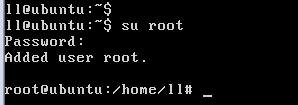 ll@ubuntu:~$
ll@ubuntu:~$ su root
Password:
Added user root.
root@ubuntu:/home/ll# _